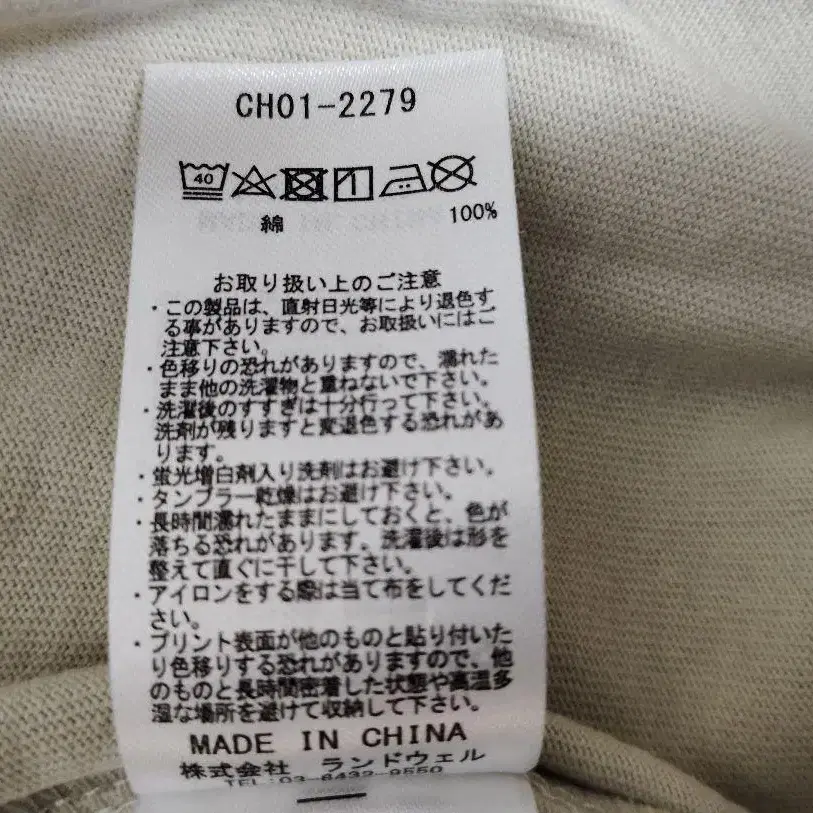 CH01-2279
40
綿 100%
お取り扱い上のご注意
・この製品は、直射日光等により退色す
る事がありますので、お取扱いにはご
注意下さい。
・色移りの恐れがありますので、濡れた
まま他の洗濯物と重ねないで下さい。
・洗濯後のすすぎは十分行って下さい。
洗剤が残りますと変退色する恐れがあ
ります。
・蛍光増白剤入り洗剤はお避け下さい。
・タンブラー乾燥はお避け下さい。
・長時間濡れたままにしておくと、色が
落ちる恐れがあります。洗濯後は形を
整えて直ぐに干して下さい。
・アイロンをする際は当て布をしてくだ
さい。
・プリント表面が他のものと貼り付いた
り色移りする恐れがありますので、他
のものと長時間密着した状態や高温多
湿な場所を避けて収納して下さい。
MADE IN CHINA
株式会社 ランドウェル
TEL:03-6432-9550